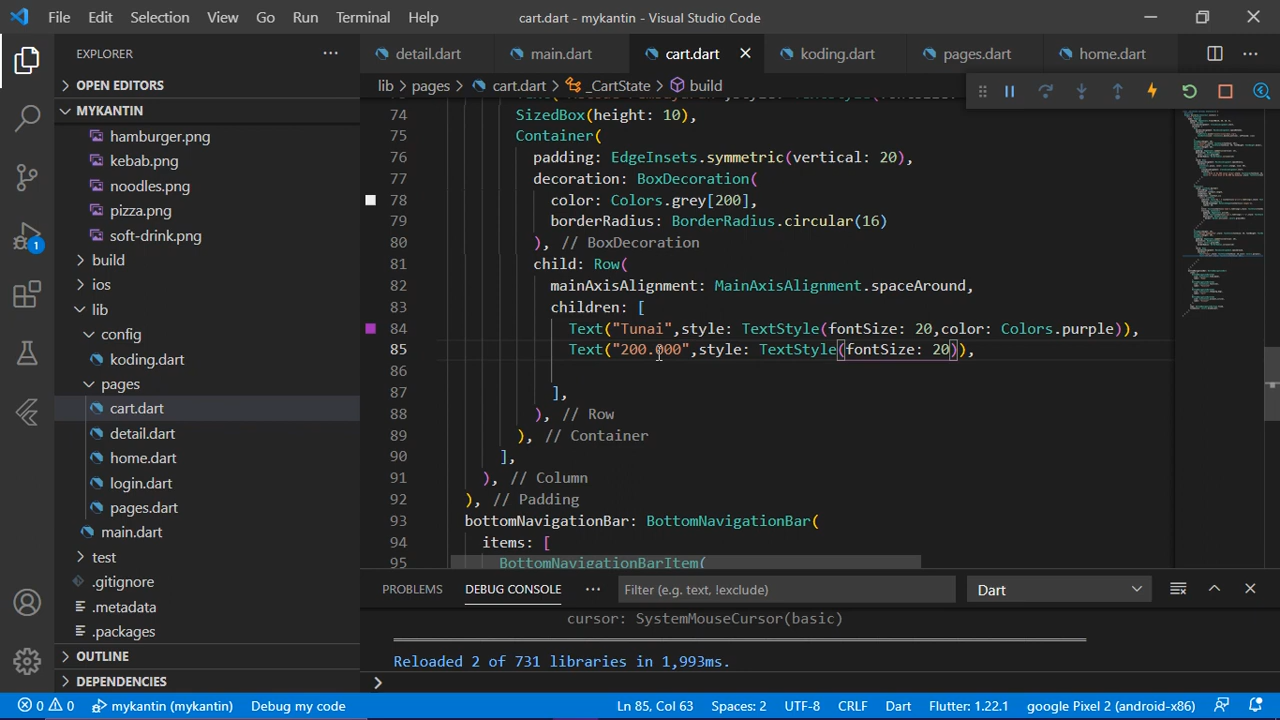 File Edit Selection View Go Run Terminal Help cart.dart - mykantin - Visual Studio Code
EXPLORER
detail.dart main.dart cart.dart koding.dart pages.dart home.dart
OPEN EDITORS
lib > pages > cart.dart > _CartState > build
MYKANTIN
hamburger.png
kebab.png
noodles.png
pizza.png
soft-drink.png
build
ios
lib
config
koding.dart
pages
cart.dart
detail.dart
home.dart
login.dart
pages.dart
main.dart
test
.gitignore
.metadata
.packages
OUTLINE
DEPENDENCIES
74 SizedBox(height: 10),
75 Container(
76 padding: EdgeInsets.symmetric(vertical: 20),
77 decoration: BoxDecoration(
78 color: Colors.grey[200],
79 borderRadius: BorderRadius.circular(16)
80 ), // BoxDecoration
81 child: Row(
82 mainAxisAlignment: MainAxisAlignment.spaceAround,
83 children: [
84 Text("Tunai",style: TextStyle(fontSize: 20,color: Colors.purple)),
85 Text("200.000",style: TextStyle(fontSize: 20)),
86
87 ],
88 ), // Row
89 ), // Container
90 ],
91 ), // Column
92 ), // Padding
93 bottomNavigationBar: BottomNavigationBar(
94 items: [
95 BottomNavigationBarItem(
PROBLEMS DEBUG CONSOLE Filter (e.g. text, !exclude) Dart
cursor: SystemMouseCursor(basic)
Reloaded 2 of 731 libraries in 1,993ms.
1
0 0 mykantin (mykantin) Debug my code Ln 85, Col 63 Spaces: 2 UTF-8 CRLF Dart Flutter: 1.22.1 google Pixel 2 (android-x86)